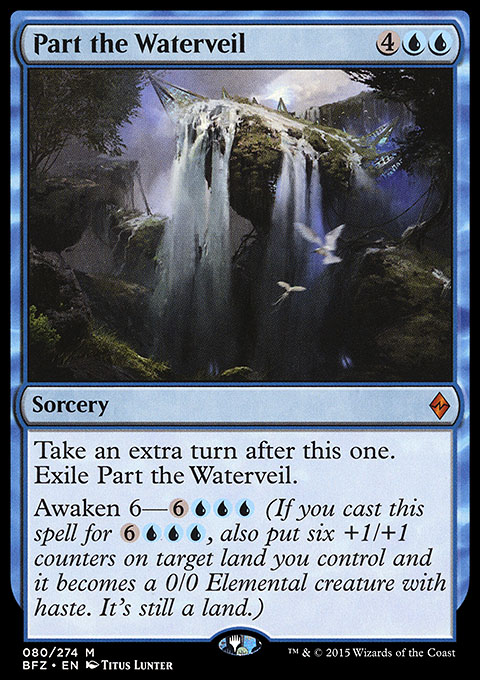 Part the Waterveil 4
Sorcery
Take an extra turn after this one.
Exile Part the Waterveil.
Awaken 6—6 (If you cast this
spell for 6, also put six +1/+1
counters on target land you control and
it becomes a 0/0 Elemental creature with
haste. It's still a land.)
080/274 M
BFZ • EN Titus Lunter
™ & © 2015 Wizards of the Coast